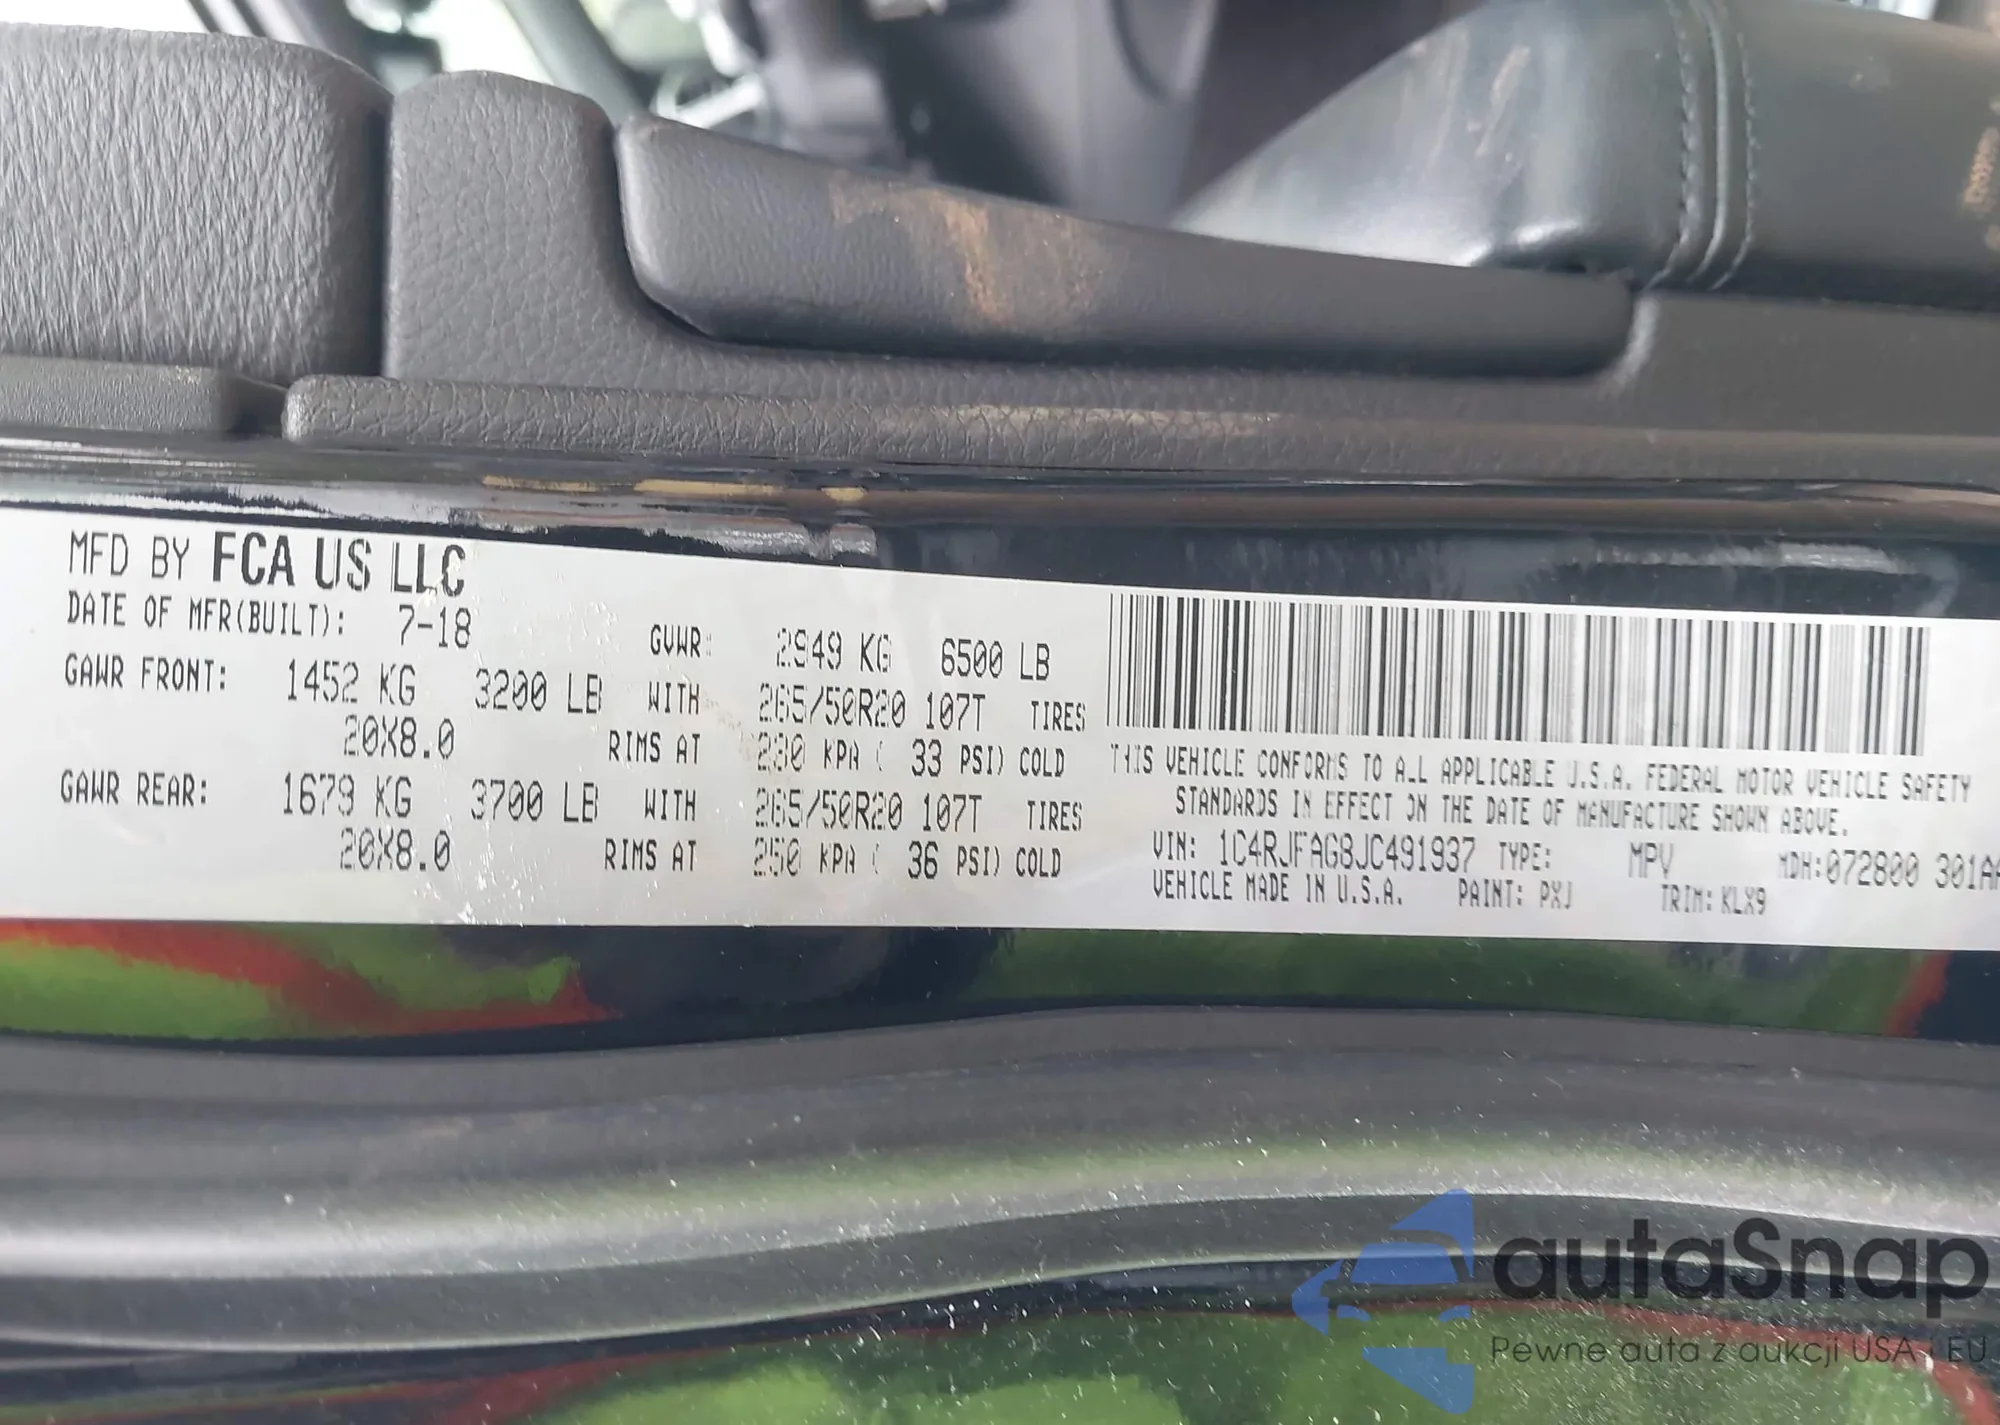 MFD BY FCA US LLC
DATE OF MFR(BUILT): 7-18 GVWR: 2949 KG 6500 LB
GAWR FRONT: 1452 KG 3200 LB WITH 265/50R20 107T TIRES
20X8.0 RIMS AT 230 KPA ( 33 PSI) COLD
GAWR REAR: 1679 KG 3700 LB WITH 265/50R20 107T TIRES
20X8.0 RIMS AT 250 KPA ( 36 PSI) COLD
THIS VEHICLE CONFORMS TO ALL APPLICABLE U.S.A. FEDERAL MOTOR VEHICLE SAFETY
STANDARDS IN EFFECT ON THE DATE OF MANUFACTURE SHOWN ABOVE.
VIN: 1C4RJFAG8JC491937 TYPE: MPV MDH:072800 301AA
VEHICLE MADE IN U.S.A. PAINT: PXJ TRIM: KLX9
autaSnap
Pewne auta z aukcji USA i EU